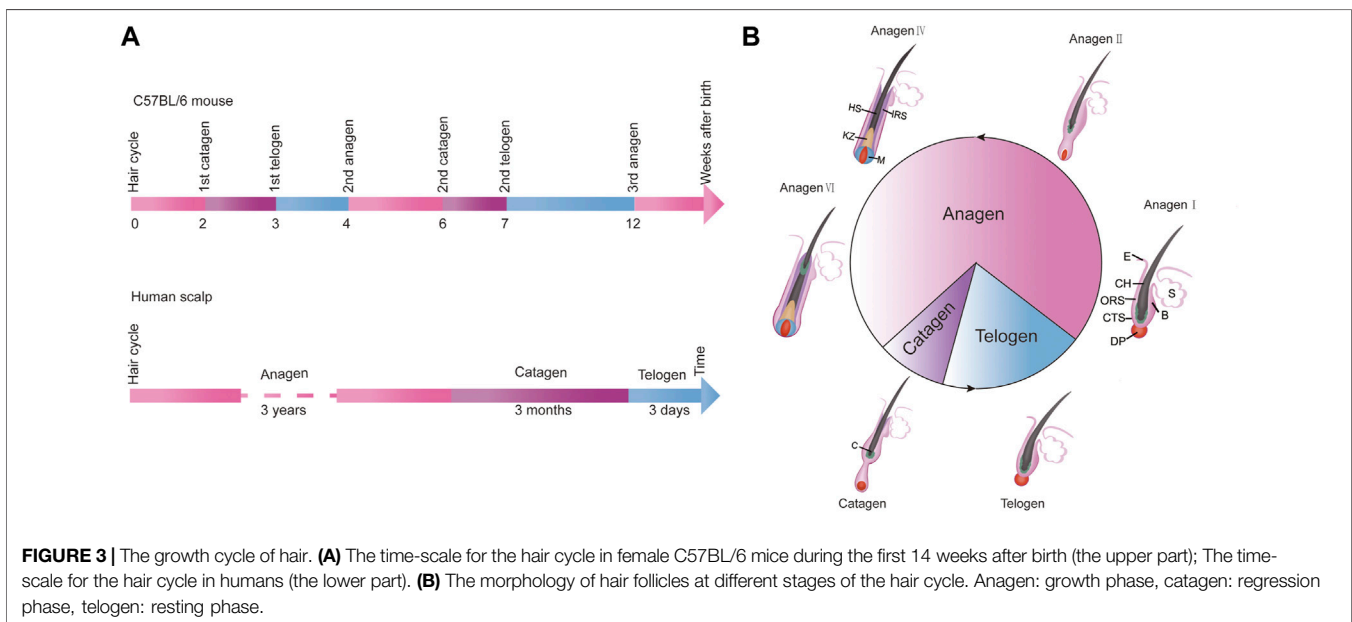 A
C57BL/6 mouse
Hair cycle
1st catagen
1st telogen
2nd anagen
2nd catagen
2nd telogen
3rd anagen
Weeks after birth
0 2 3 4 6 7 12
Human scalp
Hair cycle
Anagen
Catagen
Telogen
Time
3 years
3 months
3 days
B
Anagen Ⅳ
Anagen Ⅱ
HS
IRS
KZ
M
Anagen Ⅵ
Anagen
Anagen Ⅰ
E
CH
S
ORS
B
CTS
DP
Catagen
Telogen
C
Catagen
Telogen
FIGURE 3 | The growth cycle of hair. (A) The time-scale for the hair cycle in female C57BL/6 mice during the first 14 weeks after birth (the upper part); The time-
scale for the hair cycle in humans (the lower part). (B) The morphology of hair follicles at different stages of the hair cycle. Anagen: growth phase, catagen: regression
phase, telogen: resting phase.